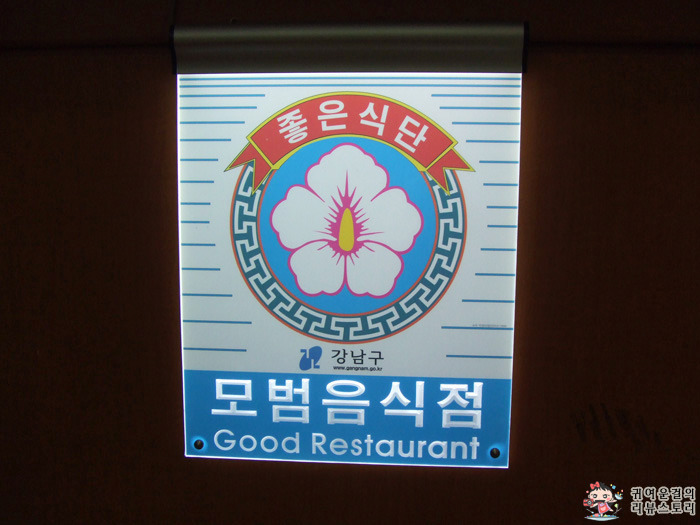 좋은식단
강남구
www.gangnam.go.kr
모범음식점
Good Restaurant
귀여운걸의
리뷰스토리